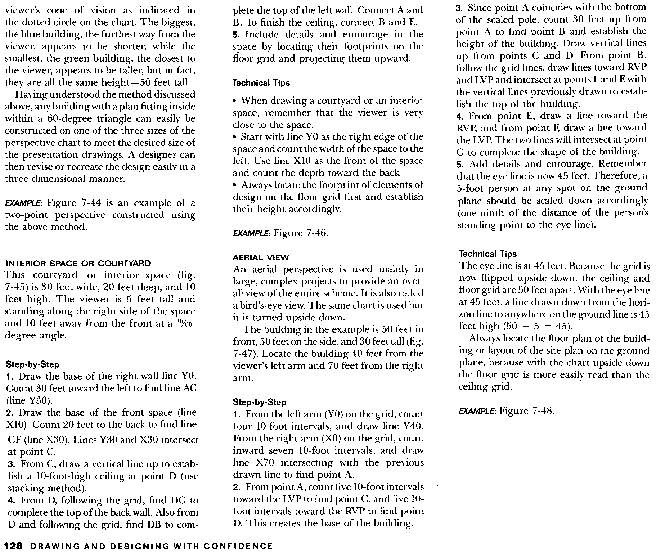 viewer's cone of vision as indicated in
the dotted circle on the chart. The biggest,
the blue building, the furthest way from the
viewer, appears to be shorter, while the
smallest, the green building, the closest to
the viewer, appears to be taller, but in fact,
they are all the same height—50 feet tall.
Having understood the method discussed
above, any building with a plan fitting inside
within a 60-degree triangle can easily be
constructed on one of the three sizes of the
perspective chart to meet the desired size of
the presentation drawings. A designer can
then revise or recreate the design easily in a
three-dimensional manner.
EXAMPLE: Figure 7-44 is an example of a
two-point perspective constructed using
the above method.
INTERIOR SPACE OR COURTYARD
This courtyard or interior space (fig.
7-45) is 30 feet wide, 20 feet deep, and 10
feet high. The viewer is 5 feet tall and
standing along the right side of the space
and 10 feet away from the front at a
degree angle.
Step-by-Step
1. Draw the base of the right wall line Y0.
Count 30 feet toward the left to find line AC
(line Y30).
2. Draw the base of the front space (line
X10). Count 20 feet to the back to find line
CF (line X30). Lines Y30 and X30 intersect
at point C.
3. From C, draw a vertical line up to estab-
lish a 10-foot-high ceiling at point D (use
stacking method).
4. From D, following the grid, find DG to
complete the top of the back wall. Also from
D and following the grid, find DB to com-
plete the top of the left wall. Connect A and
B. To finish the ceiling, connect B and E.
5. Include details and entourage in the
space by locating their footprints on the
floor grid and projecting them upward.
Technical Tips
• When drawing a courtyard or an interior
space, remember that the viewer is very
close to the space.
• Start with line Y0 as the right edge of the
space and count the width of the space to the
left. Use line X10 as the front of the space
and count the depth toward the back.
• Always locate the footprint of elements of
design on the floor grid first and establish
their height accordingly.
EXAMPLE: Figure 7-46.
AERIAL VIEW
An aerial perspective is used mainly in
large, complex projects to provide an over-
all view of the entire scheme. It is also called
a bird's-eye view. The same chart is used but
it is turned upside down.
The building in the example is 50 feet in
front, 50 feet on the side, and 30 feet tall (fig.
7-47). Locate the building 40 feet from the
viewer's left arm and 70 feet from the right
arm.
Step-by-Step
1. From the left arm (Y0) on the grid, count
four 10-foot intervals, and draw line Y40.
From the right arm (X0) on the grid, count
inward seven 10-foot intervals, and draw
line X70 intersecting with the previous
drawn line to find point A.
2. From point A, count five 10-foot intervals
toward the LVP to find point C, and five 10-
foot intervals toward the RVP to find point
D. This creates the base of the building.
3. Since point A coincides with the bottom
of the scaled pole, count 30 feet up from
point A to find point B and establish the
height of the building. Draw vertical lines
up from points C and D. From point B,
follow the grid lines, draw lines toward RVP
and LVP and intersect at points E and F with
the vertical lines previously drawn to estab-
lish the top of the building.
4. From point E, draw a line toward the
RVP, and from point F, draw a line toward
the LVP. The two lines will intersect at point
G to complete the shape of the building.
5. Add details and entourage. Remember
that the eye line is now 45 feet. Therefore, a
5-foot person at any spot on the ground
plane should be scaled down accordingly
(one-ninth of the distance of the person's
standing point to the eye line).
Technical Tips
The eye line is at 45 feet. Because the grid is
now flipped upside down, the ceiling and
floor grid are 50 feet apart. With the eye line
at 45 feet, a line drawn down from the hori-
zon line to anywhere on the ground line is 45
feet high (50 − 5 = 45).
Always locate the floor plan of the build-
ing or layout of the site plan on the ground
plane, because with the chart upside down
the floor grid is more easily read than the
ceiling grid.
EXAMPLE: Figure 7-48.
128 DRAWING AND DESIGNING WITH CONFIDENCE